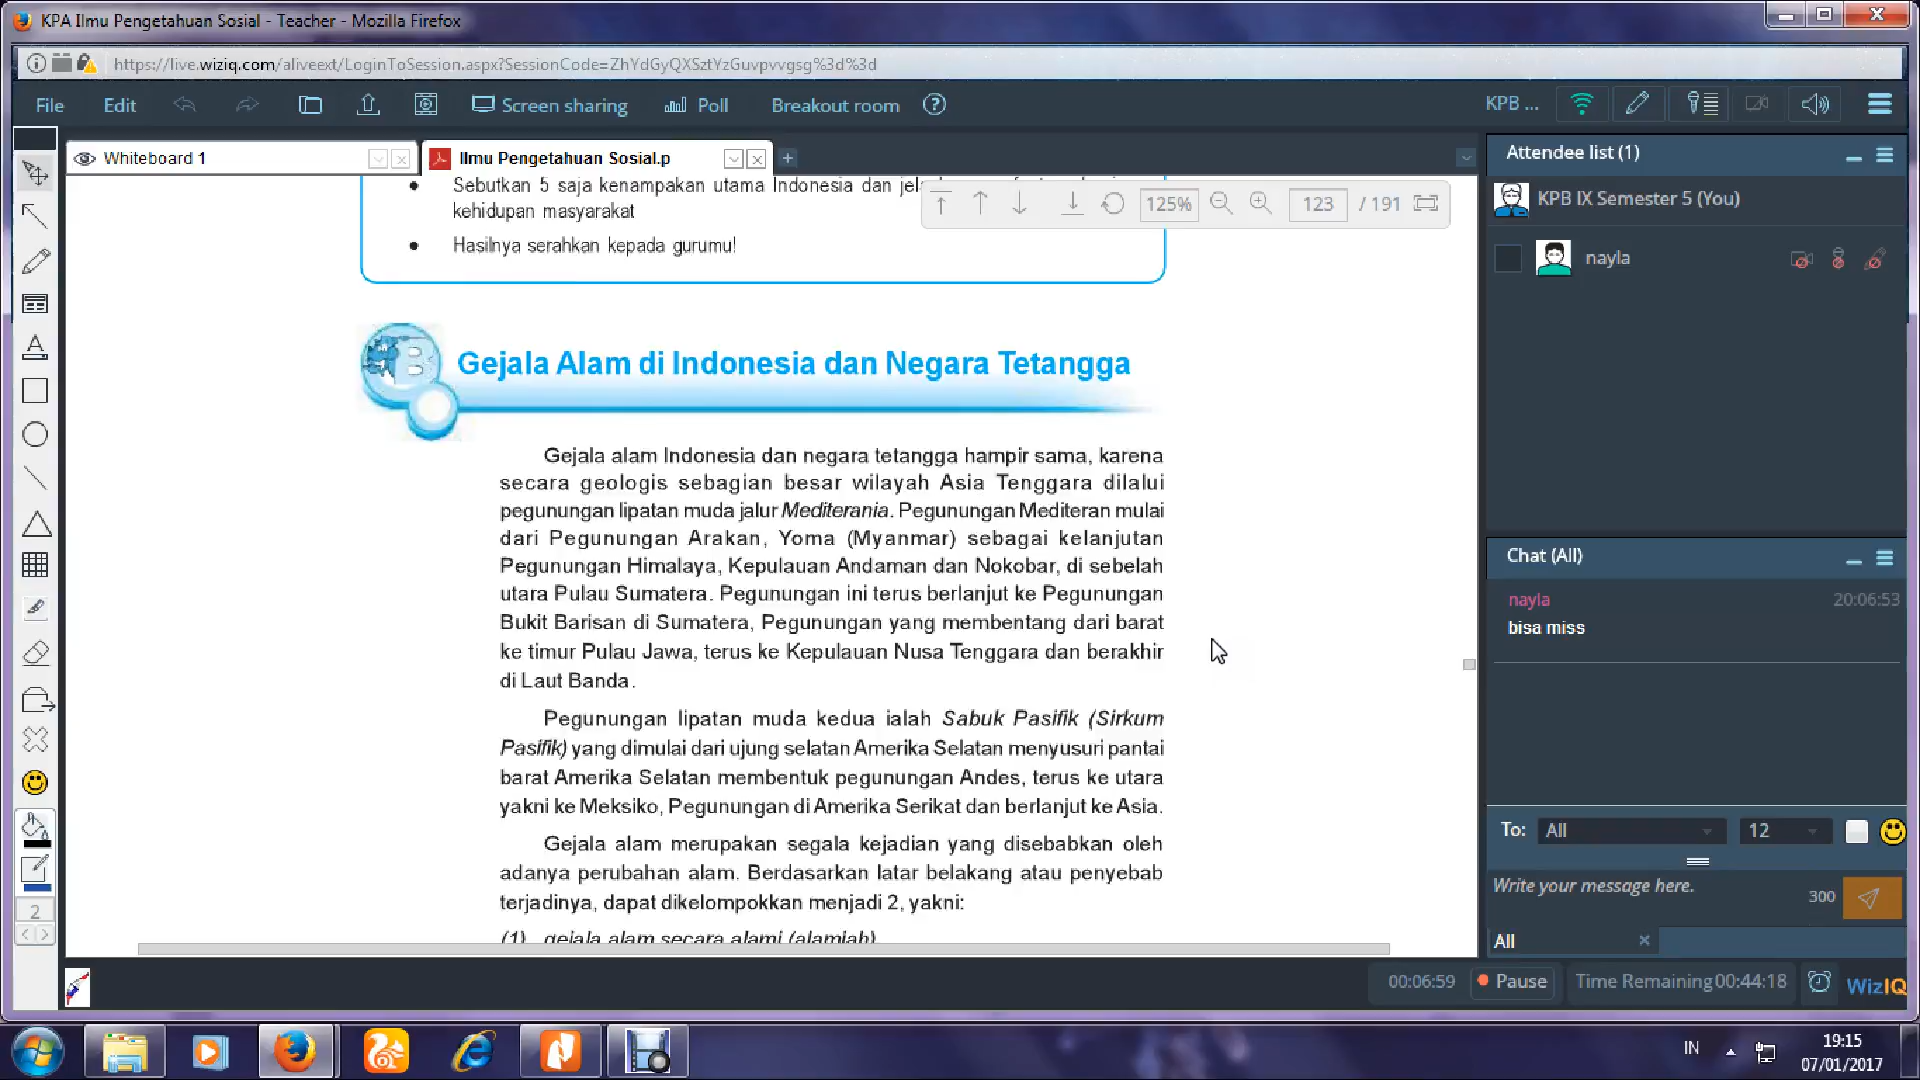 KPA Ilmu Pengetahuan Sosial - Teacher - Mozilla Firefox
https://live.wiziq.com/aliveext/LoginToSession.aspx?SessionCode=ZhYdGyQXSztYzGuvpvvgsg%3d%3d
File Edit Screen sharing Poll Breakout room ? KPB ...
Whiteboard 1
Ilmu Pengetahuan Sosial.p
+
125% 123 / 191
Sebutkan 5 saja kenampakan utama Indonesia dan
kehidupan masyarakat
Hasilnya serahkan kepada gurumu!
B
Gejala Alam di Indonesia dan Negara Tetangga
Gejala alam Indonesia dan negara tetangga hampir sama, karena
secara geologis sebagian besar wilayah Asia Tenggara dilalui
pegunungan lipatan muda jalur Mediterania. Pegunungan Mediteran mulai
dari Pegunungan Arakan, Yoma (Myanmar) sebagai kelanjutan
Pegunungan Himalaya, Kepulauan Andaman dan Nokobar, di sebelah
utara Pulau Sumatera. Pegunungan ini terus berlanjut ke Pegunungan
Bukit Barisan di Sumatera, Pegunungan yang membentang dari barat
ke timur Pulau Jawa, terus ke Kepulauan Nusa Tenggara dan berakhir
di Laut Banda.
Pegunungan lipatan muda kedua ialah Sabuk Pasifik (Sirkum
Pasifik) yang dimulai dari ujung selatan Amerika Selatan menyusuri pantai
barat Amerika Selatan membentuk pegunungan Andes, terus ke utara
yakni ke Meksiko, Pegunungan di Amerika Serikat dan berlanjut ke Asia.
Gejala alam merupakan segala kejadian yang disebabkan oleh
adanya perubahan alam. Berdasarkan latar belakang atau penyebab
terjadinya, dapat dikelompokkan menjadi 2, yakni:
(1) gejala alam secara alami (alamiah)
2
Attendee list (1)
KPB IX Semester 5 (You)
nayla
Chat (All)
nayla 20:06:53
bisa miss
To: All 12
Write your message here.
300
All
00:06:59 Pause Time Remaining 00:44:18 WizIQ
IN 19:15
07/01/2017